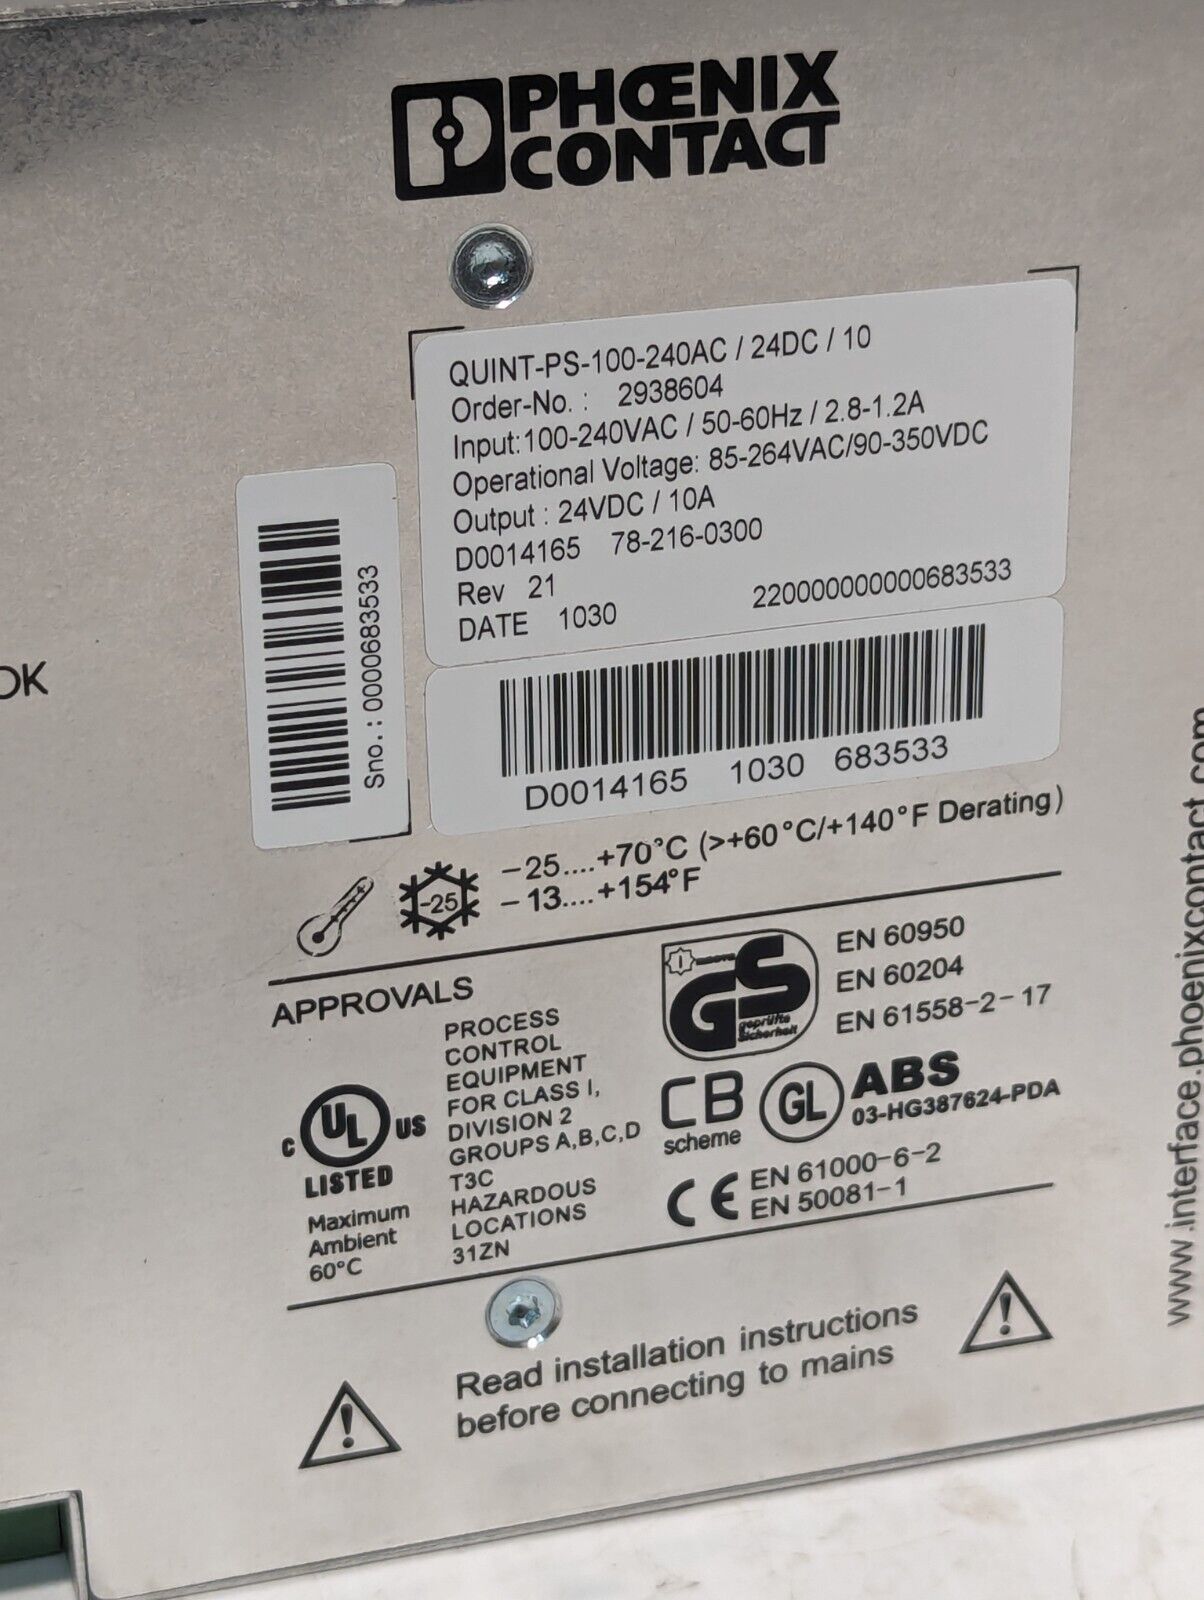 PHŒNIX
CONTACT
QUINT-PS-100-240AC / 24DC / 10
Order-No. : 2938604
Input:100-240VAC / 50-60Hz / 2.8-1.2A
Operational Voltage: 85-264VAC/90-350VDC
Output : 24VDC / 10A
D0014165 78-216-0300
Rev 21
DATE 1030 220000000000683533
Sno.: 0000683533
D0014165 1030 683533
OK
-25
-25....+70°C (>+60°C/+140°F Derating)
-13....+154°F
APPROVALS
C UL US
LISTED
Maximum
Ambient
60°C
PROCESS
CONTROL
EQUIPMENT
FOR CLASS I,
DIVISION 2
GROUPS A,B,C,D
T3C
HAZARDOUS
LOCATIONS
31ZN
GS
geprüfte
Sicherheit
EN 60950
EN 60204
EN 61558-2-17
CB
scheme
GL
ABS
03-HG387624-PDA
CE
EN 61000-6-2
EN 50081-1
Read installation instructions
before connecting to mains
www.interface.phoenixcontact.com